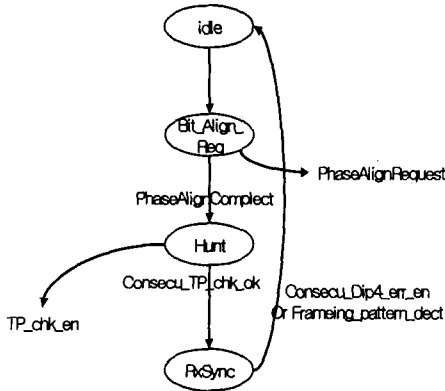 idle
Bit_Align_
Req
PhaseAlignRequest
PhaseAlignComplect
Hunt
Consecu_TP_chk_ok
TP_chk_en
Consecu_Dip4_err_en
Or Frameing_pattern_dect
RxSync